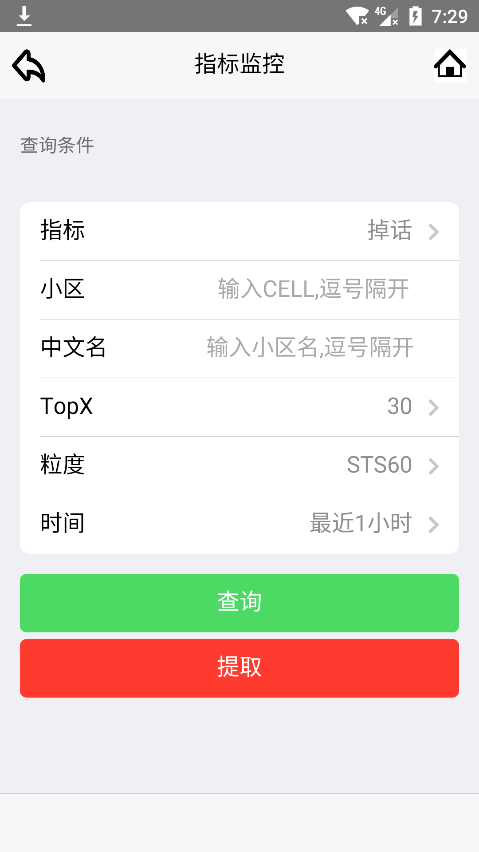 4G 7:29
指标监控
查询条件
指标 掉话
小区 输入CELL,逗号隔开
中文名 输入小区名,逗号隔开
TopX 30
粒度 STS60
时间 最近1小时
查询
提取